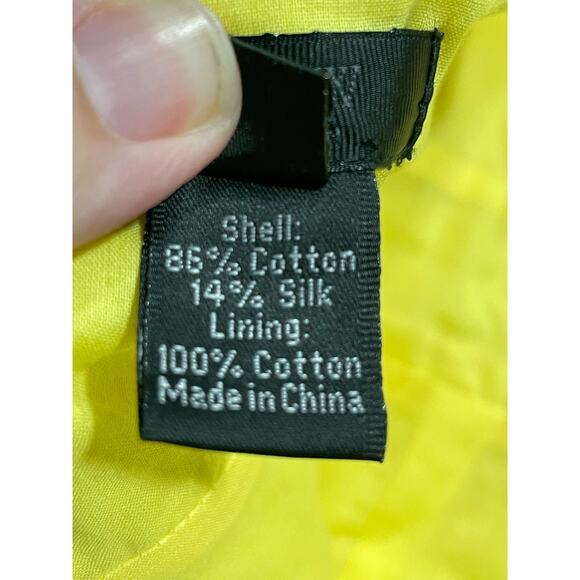 Shell:
86% Cotton
14% Silk
Lining:
100% Cotton
Made in China